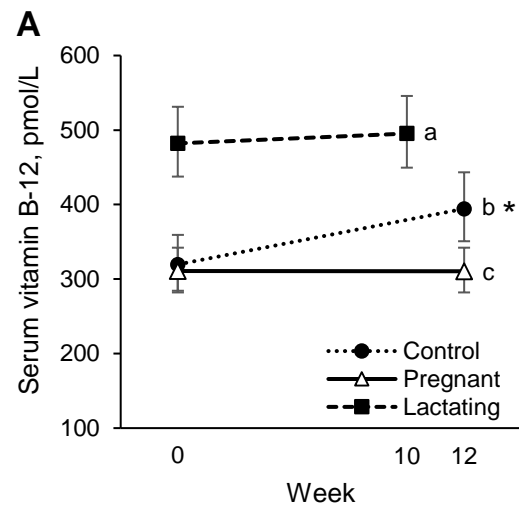 A
Serum vitamin B-12, pmol/L
600
500
400
300
200
100
a
b *
c
Control
Pregnant
Lactating
0 10 12
Week